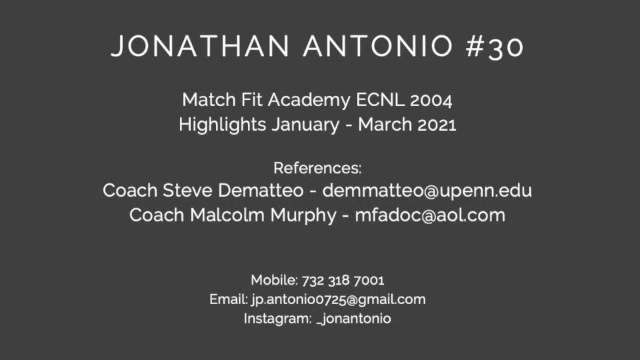 JONATHAN ANTONIO #30
Match Fit Academy ECNL 2004
Highlights January - March 2021
References:
Coach Steve Dematteo - demmatteo@upenn.edu
Coach Malcolm Murphy - mfadoc@aol.com
Mobile: 732 318 7001
Email: jp.antonio0725@gmail.com
Instagram: _jonantonio